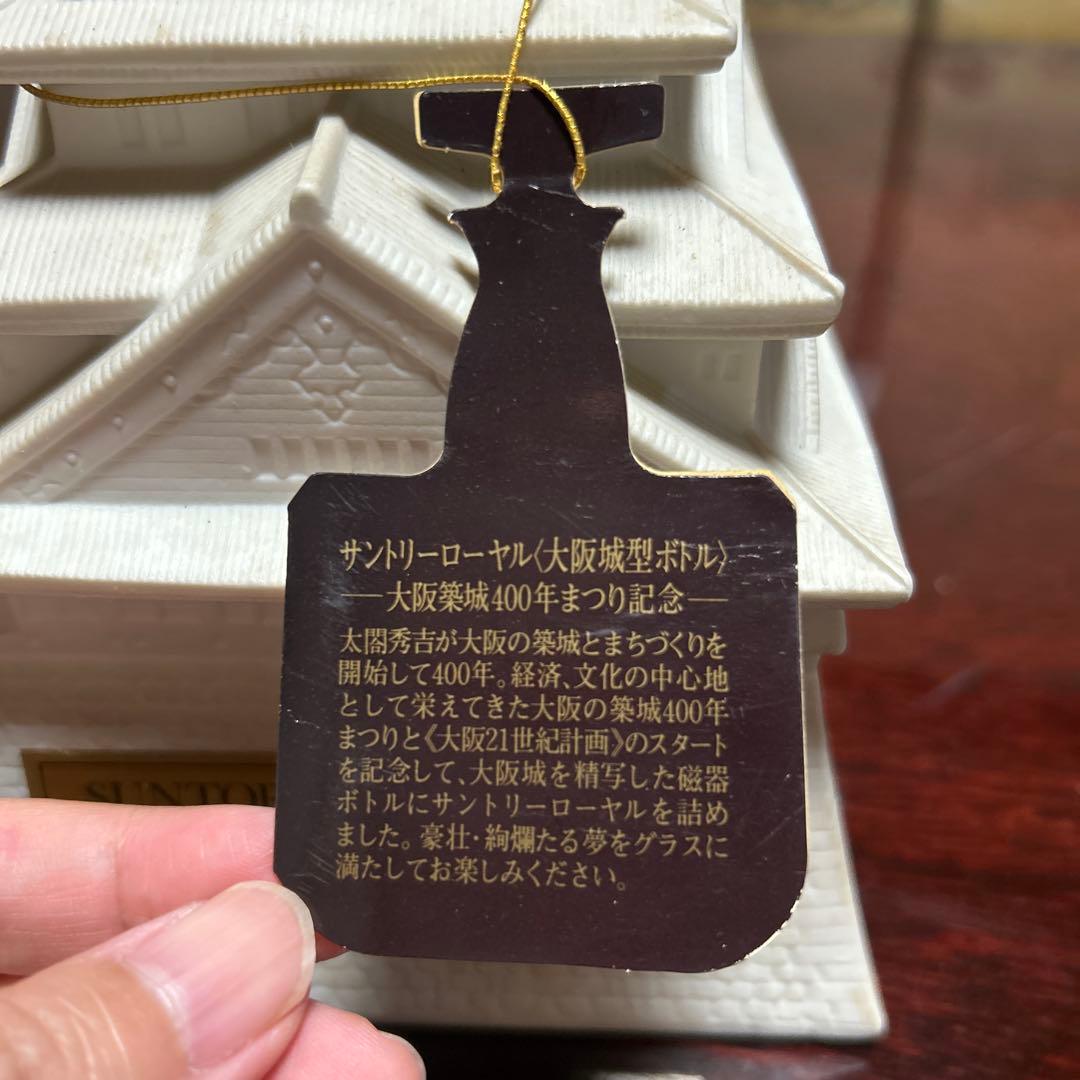 サントリーローヤル〈大阪城型ボトル〉
―大阪築城400年まつり記念―
太閤秀吉が大阪の築城とまちづくりを
開始して400年。経済、文化の中心地
として栄えてきた大阪の築城400年
まつりと《大阪21世紀計画》のスタート
を記念して、大阪城を精写した磁器
ボトルにサントリーローヤルを詰め
ました。豪壮・絢爛たる夢をグラスに
満たしてお楽しみください。